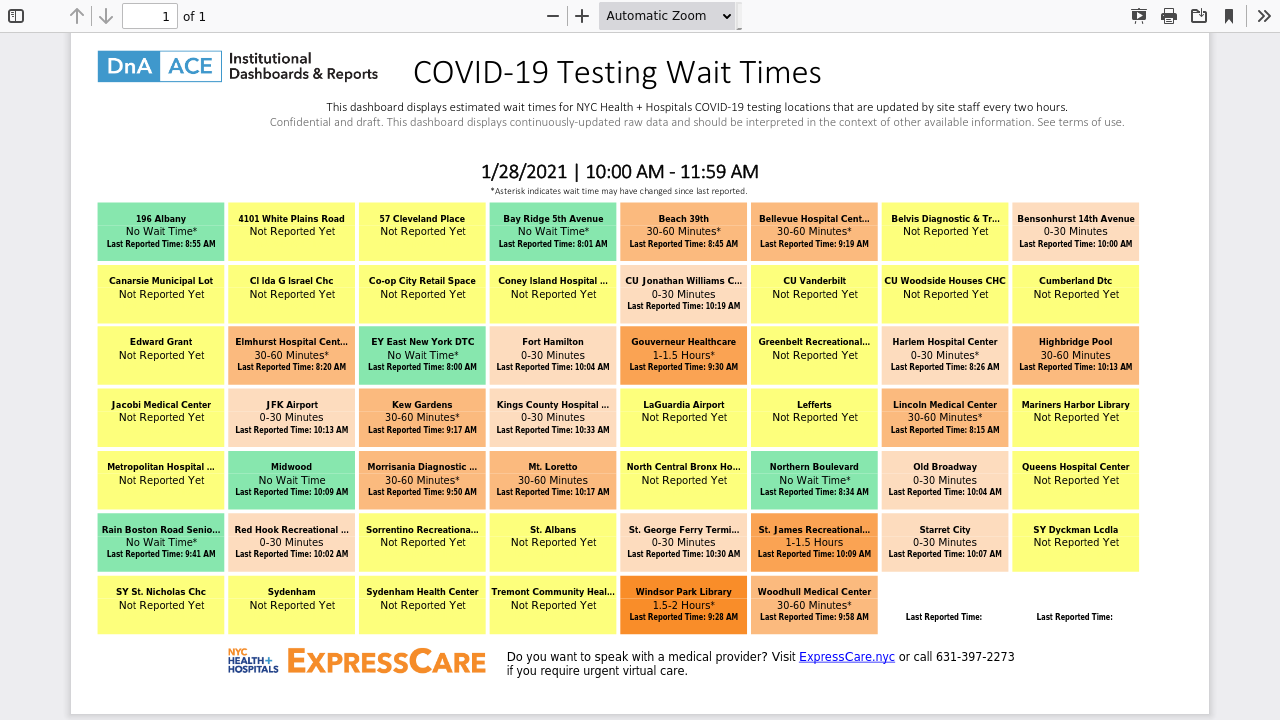 1 of 1 Automatic Zoom
DnA ACE Institutional Dashboards & Reports
COVID-19 Testing Wait Times
This dashboard displays estimated wait times for NYC Health + Hospitals COVID-19 testing locations that are updated by site staff every two hours.
Confidential and draft. This dashboard displays continuously-updated raw data and should be interpreted in the context of other available information. See terms of use.
1/28/2021 | 10:00 AM - 11:59 AM
*Asterisk indicates wait time may have changed since last reported.
196 Albany
No Wait Time*
Last Reported Time: 8:55 AM
4101 White Plains Road
Not Reported Yet
57 Cleveland Place
Not Reported Yet
Bay Ridge 5th Avenue
No Wait Time*
Last Reported Time: 8:01 AM
Beach 39th
30-60 Minutes*
Last Reported Time: 8:45 AM
Bellevue Hospital Cent...
30-60 Minutes*
Last Reported Time: 9:19 AM
Belvis Diagnostic & Tr...
Not Reported Yet
Bensonhurst 14th Avenue
0-30 Minutes
Last Reported Time: 10:00 AM
Canarsie Municipal Lot
Not Reported Yet
CI Ida G Israel Chc
Not Reported Yet
Co-op City Retail Space
Not Reported Yet
Coney Island Hospital ...
Not Reported Yet
CU Jonathan Williams C...
0-30 Minutes
Last Reported Time: 10:19 AM
CU Vanderbilt
Not Reported Yet
CU Woodside Houses CHC
Not Reported Yet
Cumberland Dtc
Not Reported Yet
Edward Grant
Not Reported Yet
Elmhurst Hospital Cent...
30-60 Minutes*
Last Reported Time: 8:20 AM
EY East New York DTC
No Wait Time*
Last Reported Time: 8:00 AM
Fort Hamilton
0-30 Minutes
Last Reported Time: 10:04 AM
Gouverneur Healthcare
1-1.5 Hours*
Last Reported Time: 9:30 AM
Greenbelt Recreational...
Not Reported Yet
Harlem Hospital Center
0-30 Minutes*
Last Reported Time: 8:26 AM
Highbridge Pool
30-60 Minutes
Last Reported Time: 10:13 AM
Jacobi Medical Center
Not Reported Yet
JFK Airport
0-30 Minutes
Last Reported Time: 10:13 AM
Kew Gardens
30-60 Minutes*
Last Reported Time: 9:17 AM
Kings County Hospital ...
0-30 Minutes
Last Reported Time: 10:33 AM
LaGuardia Airport
Not Reported Yet
Lefferts
Not Reported Yet
Lincoln Medical Center
30-60 Minutes*
Last Reported Time: 8:15 AM
Mariners Harbor Library
Not Reported Yet
Metropolitan Hospital ...
Not Reported Yet
Midwood
No Wait Time
Last Reported Time: 10:09 AM
Morrisania Diagnostic ...
30-60 Minutes*
Last Reported Time: 9:50 AM
Mt. Loretto
30-60 Minutes
Last Reported Time: 10:17 AM
North Central Bronx Ho...
Not Reported Yet
Northern Boulevard
No Wait Time*
Last Reported Time: 8:34 AM
Old Broadway
0-30 Minutes
Last Reported Time: 10:04 AM
Queens Hospital Center
Not Reported Yet
Rain Boston Road Senio...
No Wait Time*
Last Reported Time: 9:41 AM
Red Hook Recreational ...
0-30 Minutes
Last Reported Time: 10:02 AM
Sorrentino Recreationa...
Not Reported Yet
St. Albans
Not Reported Yet
St. George Ferry Termi...
0-30 Minutes
Last Reported Time: 10:30 AM
St. James Recreational...
1-1.5 Hours
Last Reported Time: 10:09 AM
Starret City
0-30 Minutes
Last Reported Time: 10:07 AM
SY Dyckman Lcdla
Not Reported Yet
SY St. Nicholas Chc
Not Reported Yet
Sydenham
Not Reported Yet
Sydenham Health Center
Not Reported Yet
Tremont Community Heal...
Not Reported Yet
Windsor Park Library
1.5-2 Hours*
Last Reported Time: 9:28 AM
Woodhull Medical Center
30-60 Minutes*
Last Reported Time: 9:58 AM
Last Reported Time:
Last Reported Time:
NYC HEALTH+ HOSPITALS
EXPRESSCARE
Do you want to speak with a medical provider? Visit ExpressCare.nyc or call 631-397-2273
if you require urgent virtual care.